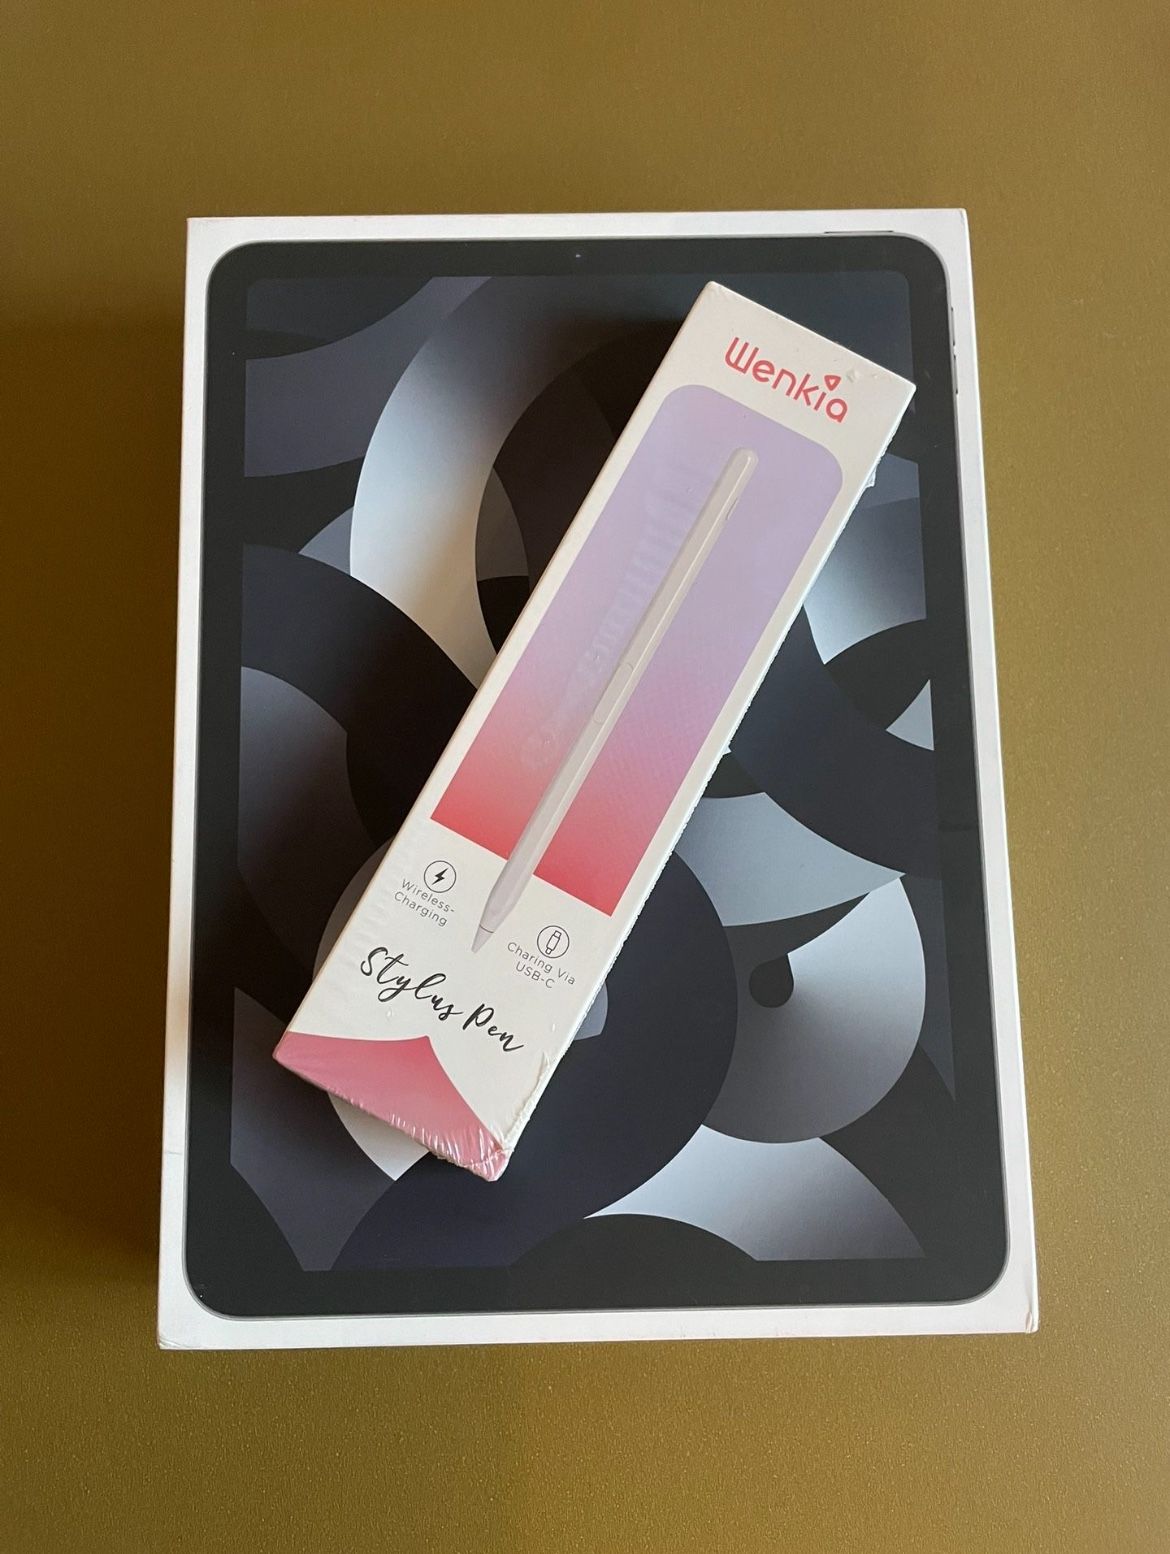 Wenkia
Wireless-
Charging
Charing Via
USB-C
Stylus Pen